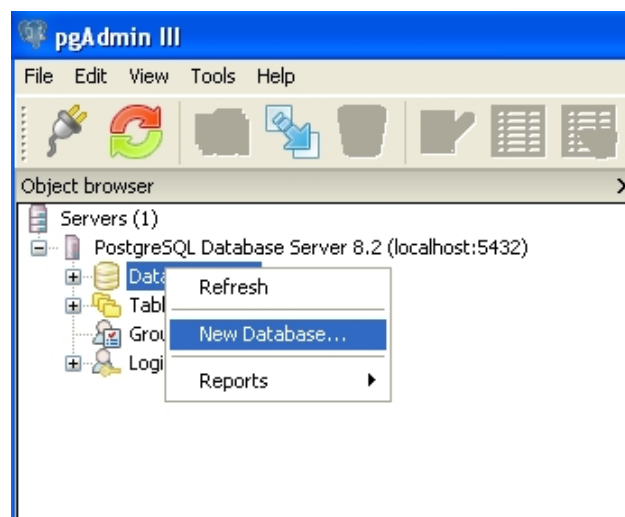 pgAdmin III
File Edit View Tools Help
Object browser
Servers (1)
PostgreSQL Database Server 8.2 (localhost:5432)
Refresh
New Database...
Reports